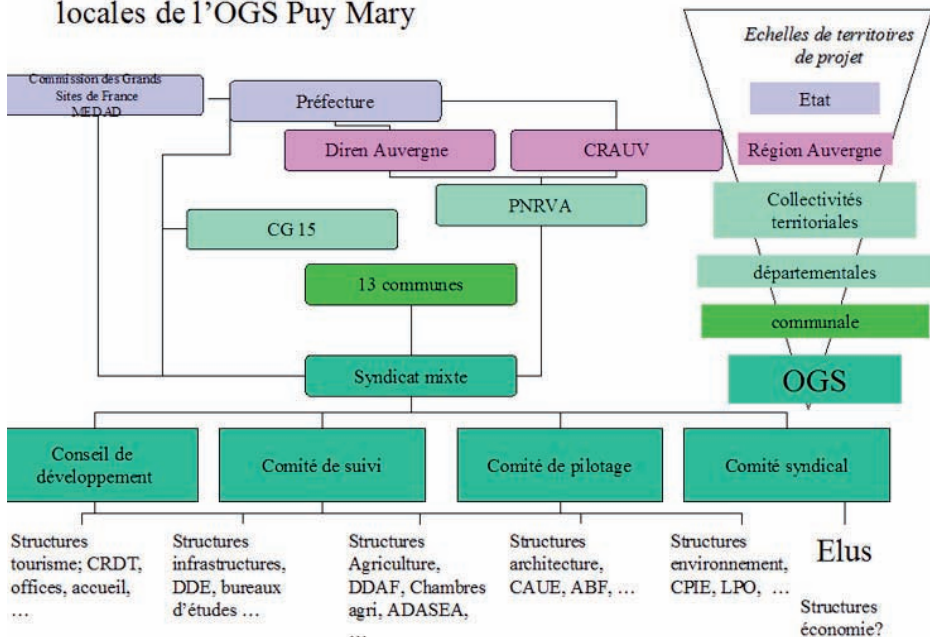 locales de l’OGS Puy Mary
Commission des Grands
Sites de France
MEDAD
Préfecture
Diren Auvergne
CRAUV
PNRVA
CG 15
13 communes
Syndicat mixte
Echelles de territoires
de projet
Etat
Région Auvergne
Collectivités
territoriales
départementales
communale
OGS
Conseil de
développement
Comité de suivi
Comité de pilotage
Comité syndical
Structures
tourisme; CRDT,
offices, accueil,
…
Structures
infrastructures,
DDE, bureaux
d’études …
Structures
Agriculture,
DDAF, Chambres
agri, ADASEA,
…
Structures
architecture,
CAUE, ABF, …
Structures
environnement,
CPIE, LPO, …
Elus
Structures
économie?